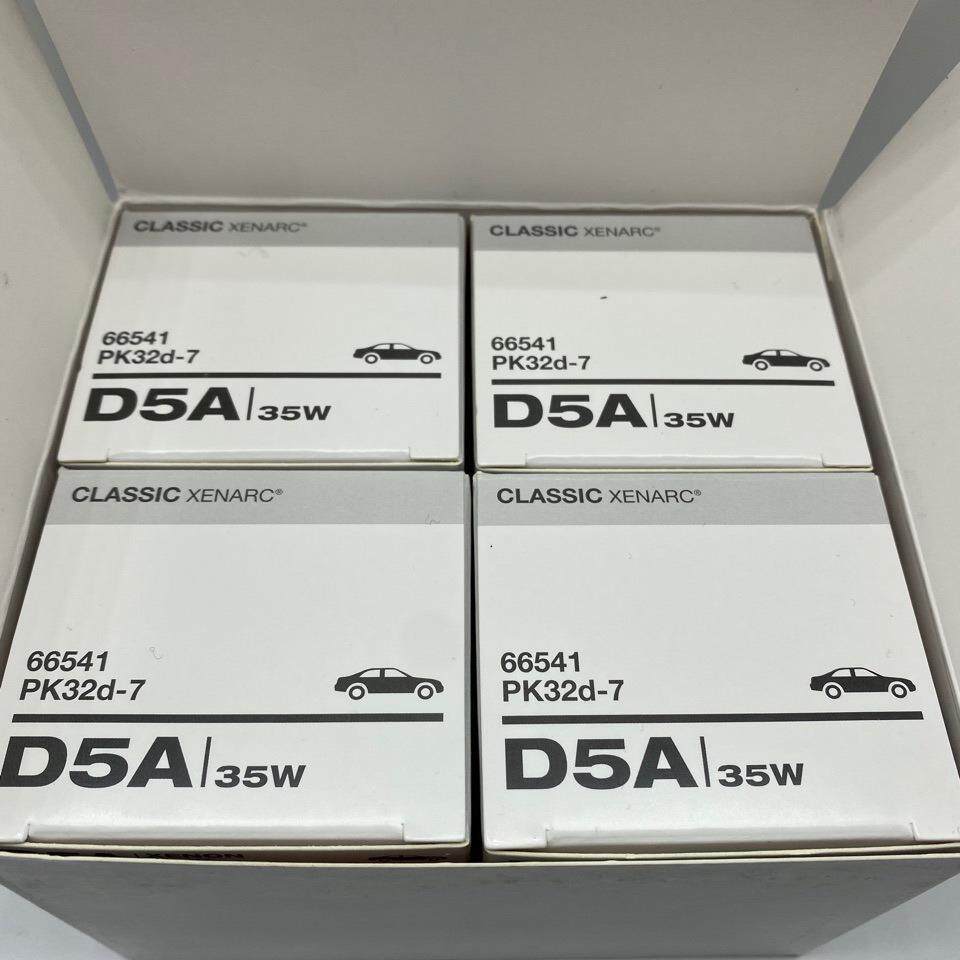 CLASSIC XENARC®
66541
PK32d-7
D5A|35W
CLASSIC XENARC®
66541
PK32d-7
D5A|35W
CLASSIC XENARC®
66541
PK32d-7
D5A|35W
CLASSIC XENARC®
66541
PK32d-7
D5A|35W
XENON